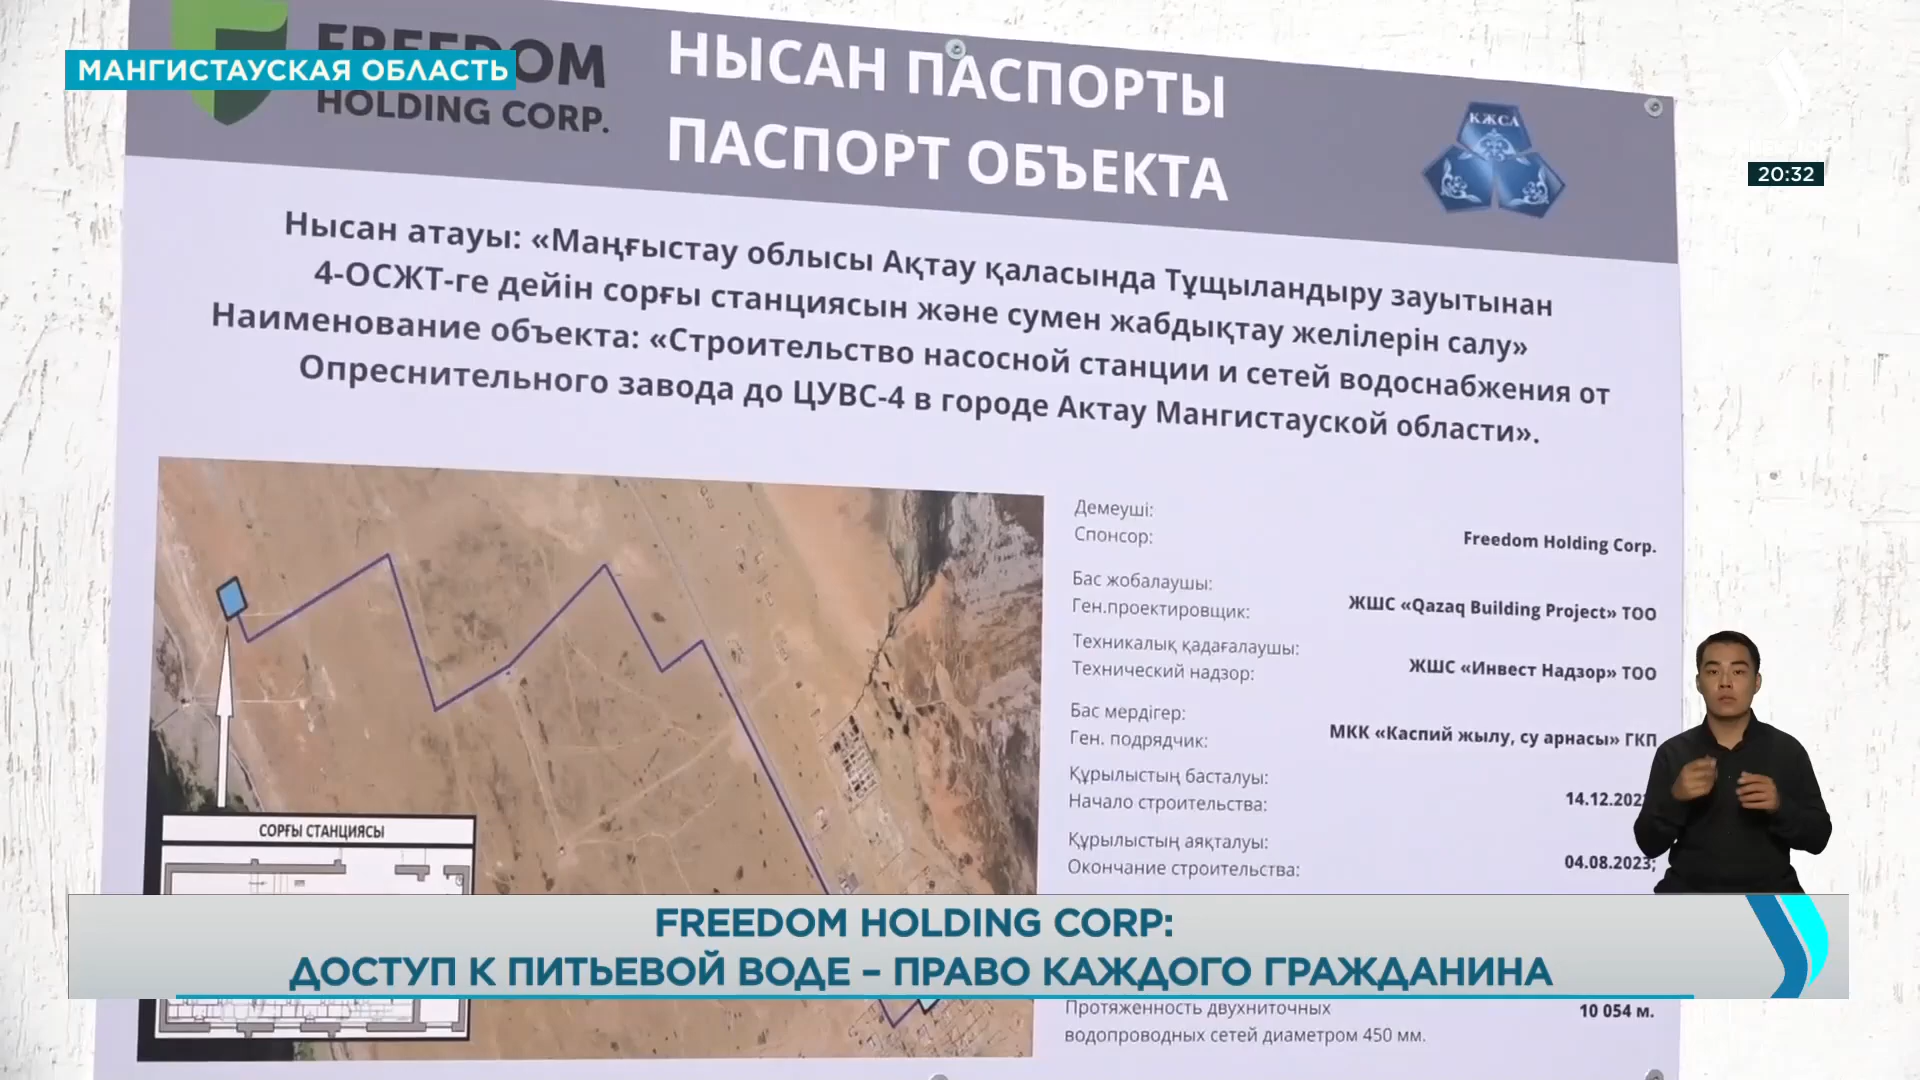 МАНГИСТАУСКАЯ ОБЛАСТЬ
FREEDOM
HOLDING CORP.
НЫСАН ПАСПОРТЫ
ПАСПОРТ ОБЪЕКТА
КЖСА
20:32
Нысан атауы: «Маңғыстау облысы Ақтау қаласында Тұщыландыру зауытынан
4-ОСЖТ-ге дейін сорғы станциясын және сумен жабдықтау желілерін салу»
Наименование объекта: «Строительство насосной станции и сетей водоснабжения от
Опреснительного завода до ЦУВС-4 в городе Актау Мангистауской области».
Демеуші:
Спонсор:
Freedom Holding Corp.
Бас жобалаушы:
Ген.проектировщик:
ЖШС «Qazaq Building Project» ТОО
Техникалық қадағалаушы:
Технический надзор:
ЖШС «Инвест Надзор» ТОО
Бас мердігер:
Ген. подрядчик:
МКК «Каспий жылу, су арнасы» ГКП
Құрылыстың басталуы:
Начало строительства:
14.12.202
Құрылыстың аяқталуы:
Окончание строительства:
04.08.2023;
СОРҒЫ СТАНЦИЯСЫ
FREEDOM HOLDING CORP:
ДОСТУП К ПИТЬЕВОЙ ВОДЕ – ПРАВО КАЖДОГО ГРАЖДАНИНА
Протяженность двухниточных
водопроводных сетей диаметром 450 мм.
10 054 м.